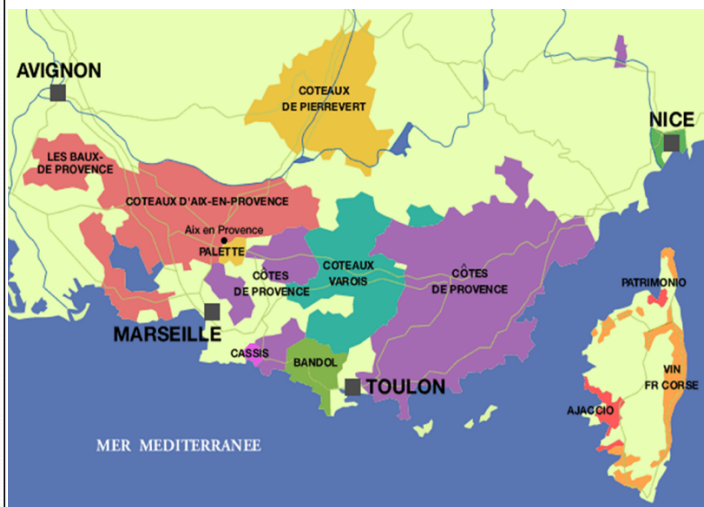 AVIGNON
COTEAUX
DE PIERREVERT
NICE
LES BAUX-
DE PROVENCE
COTEAUX D'AIX-EN-PROVENCE
Aix en Provence
PALETTE
CÔTES
DE PROVENCE
COTEAUX
VAROIS
CÔTES
DE PROVENCE
PATRIMONIO
MARSEILLE
CASSIS
BANDOL
TOULON
VIN
FR CORSE
AJACCIO
MER MEDITERRANEE